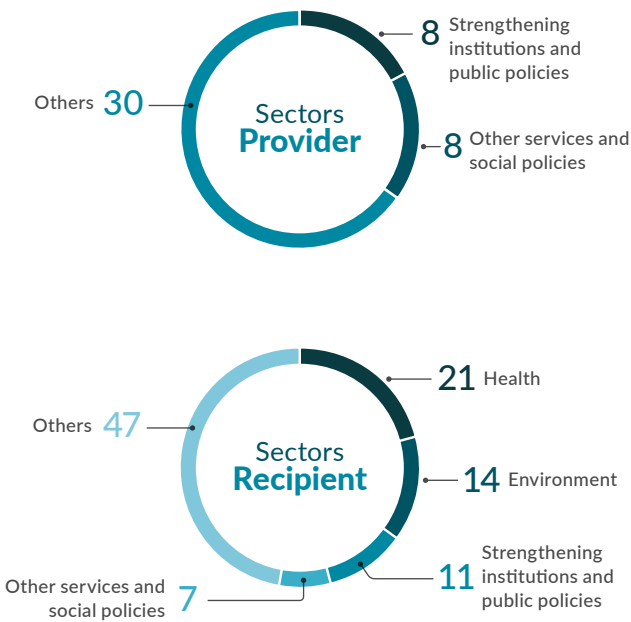 8 Strengthening
institutions and
public policies
Others 30
Sectors
Provider
8 Other services and
social policies
21 Health
Others 47
Sectors
Recipient
14 Environment
Strengthening
11 institutions and
public policies
Other services and
social policies 7